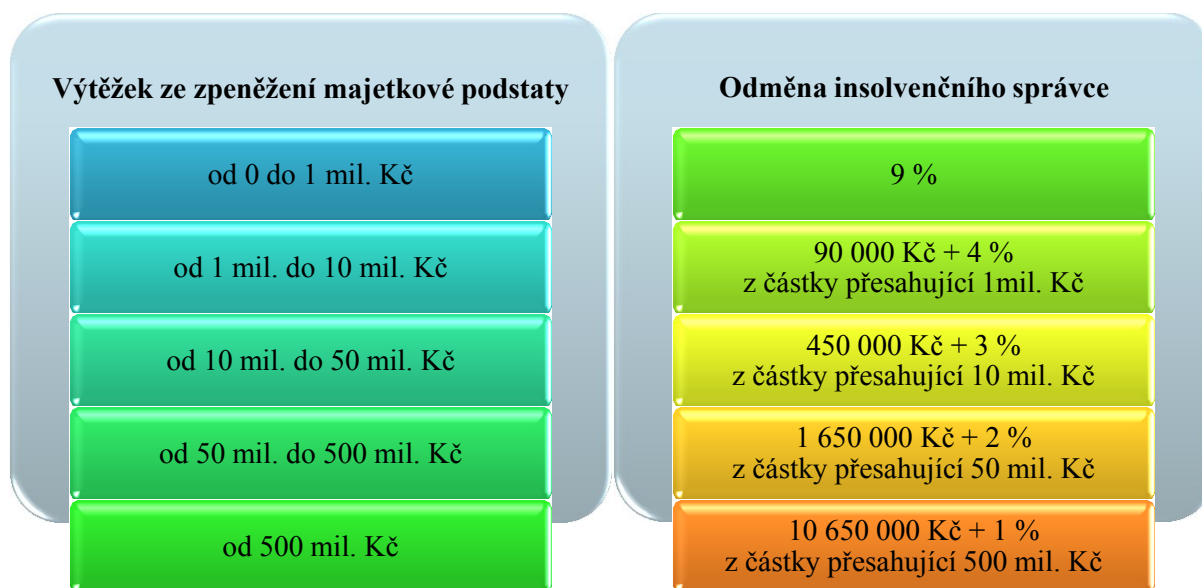 Výtěžek ze zpeněžení majetkové podstaty
od 0 do 1 mil. Kč
od 1 mil. do 10 mil. Kč
od 10 mil. do 50 mil. Kč
od 50 mil. do 500 mil. Kč
od 500 mil. Kč
Odměna insolvenčního správce
9 %
90 000 Kč + 4 %
z částky přesahující 1mil. Kč
450 000 Kč + 3 %
z částky přesahující 10 mil. Kč
1 650 000 Kč + 2 %
z částky přesahující 50 mil. Kč
10 650 000 Kč + 1 %
z částky přesahující 500 mil. Kč